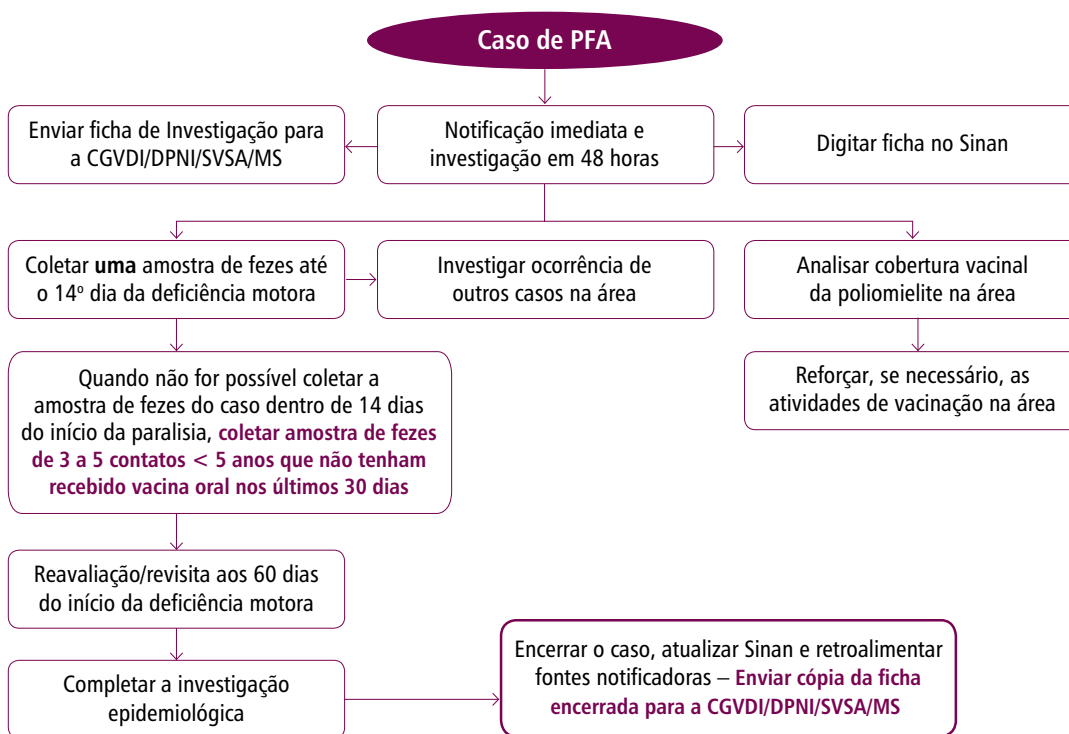 Caso de PFA
Enviar ficha de Investigação para
a CGVDI/DPNI/SVSA/MS
Notificação imediata e
investigação em 48 horas
Digitar ficha no Sinan
Coletar uma amostra de fezes até
o 14º dia da deficiência motora
Investigar ocorrência de
outros casos na área
Analisar cobertura vacinal
da poliomielite na área
Quando não for possível coletar a
amostra de fezes do caso dentro de 14 dias
do início da paralisia, coletar amostra de fezes
de 3 a 5 contatos < 5 anos que não tenham
recebido vacina oral nos últimos 30 dias
Reforçar, se necessário, as
atividades de vacinação na área
Reavaliação/revisita aos 60 dias
do início da deficiência motora
Completar a investigação
epidemiológica
Encerrar o caso, atualizar Sinan e retroalimentar
fontes notificadoras – Enviar cópia da ficha
encerrada para a CGVDI/DPNI/SVSA/MS